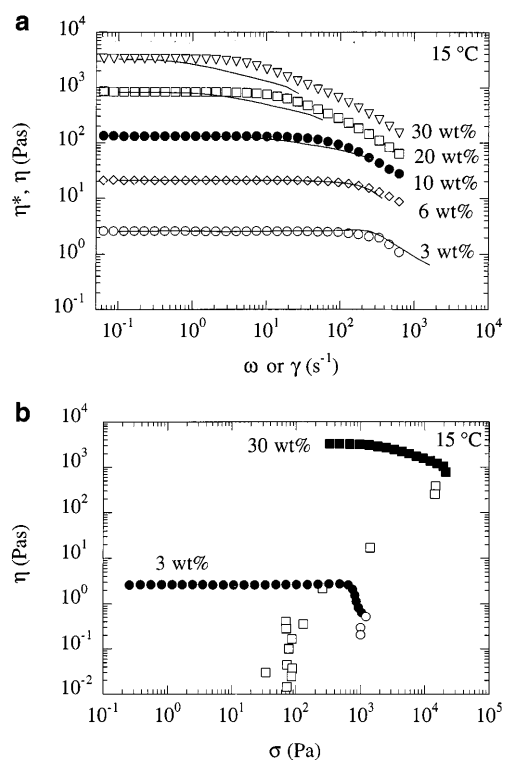 a
15 °C
η*, η (Pas)
10^4
10^3
10^2
10^1
10^0
10^-1
30 wt%
20 wt%
10 wt%
6 wt%
3 wt%
10^-1 10^0 10^1 10^2 10^3 10^4
ω or γ (s^-1)
b
15 °C
η (Pas)
10^4
10^3
10^2
10^1
10^0
10^-1
10^-2
30 wt%
3 wt%
10^-1 10^0 10^1 10^2 10^3 10^4 10^5
σ (Pa)